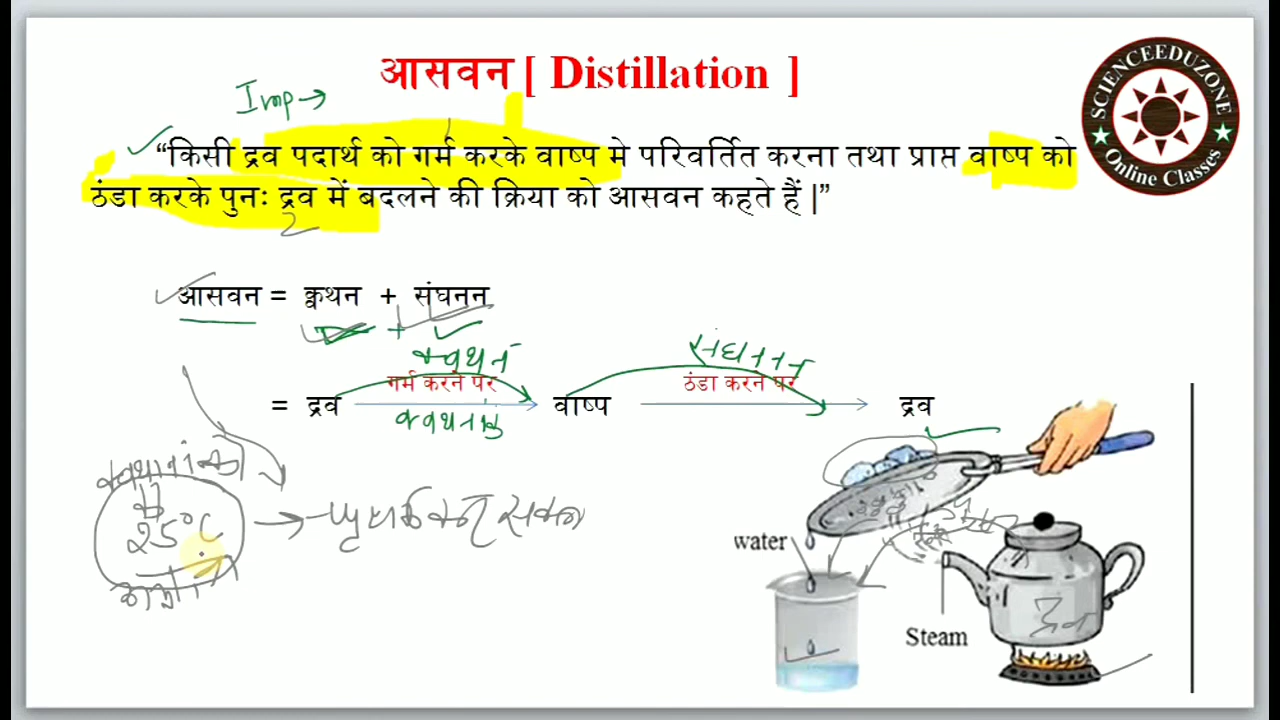 आसवन [ Distillation ]
Imp →
“किसी द्रव पदार्थ को गर्म करके वाष्प मे परिवर्तित करना तथा प्राप्त वाष्प को
ठंडा करके पुनः द्रव में बदलने की क्रिया को आसवन कहते हैं |”
2
SCIENCEEDUZONE
Online Classes
आसवन = क्वथन + संघनन
+
क्वथन संघनन
गर्म करने पर ठंडा करने पर
= द्रव वाष्प द्रव
क्वथनांक
25°C
water
Steam